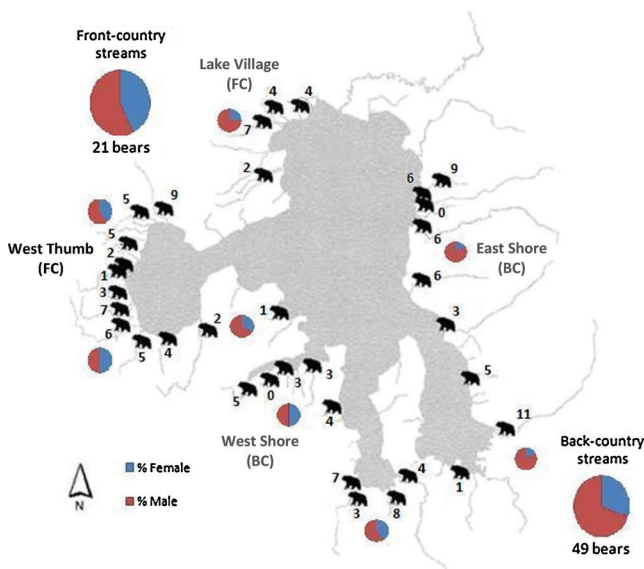 Front-country
streams
21 bears
Lake Village
(FC)
4
4
7
2
6
9
0
6
East Shore
(BC)
6
5
9
West Thumb
(FC)
5
2
1
3
7
6
5
4
2
1
3
3
3
0
5
4
West Shore
(BC)
5
11
Back-country
streams
49 bears
7
3
8
4
1
% Female
% Male
N